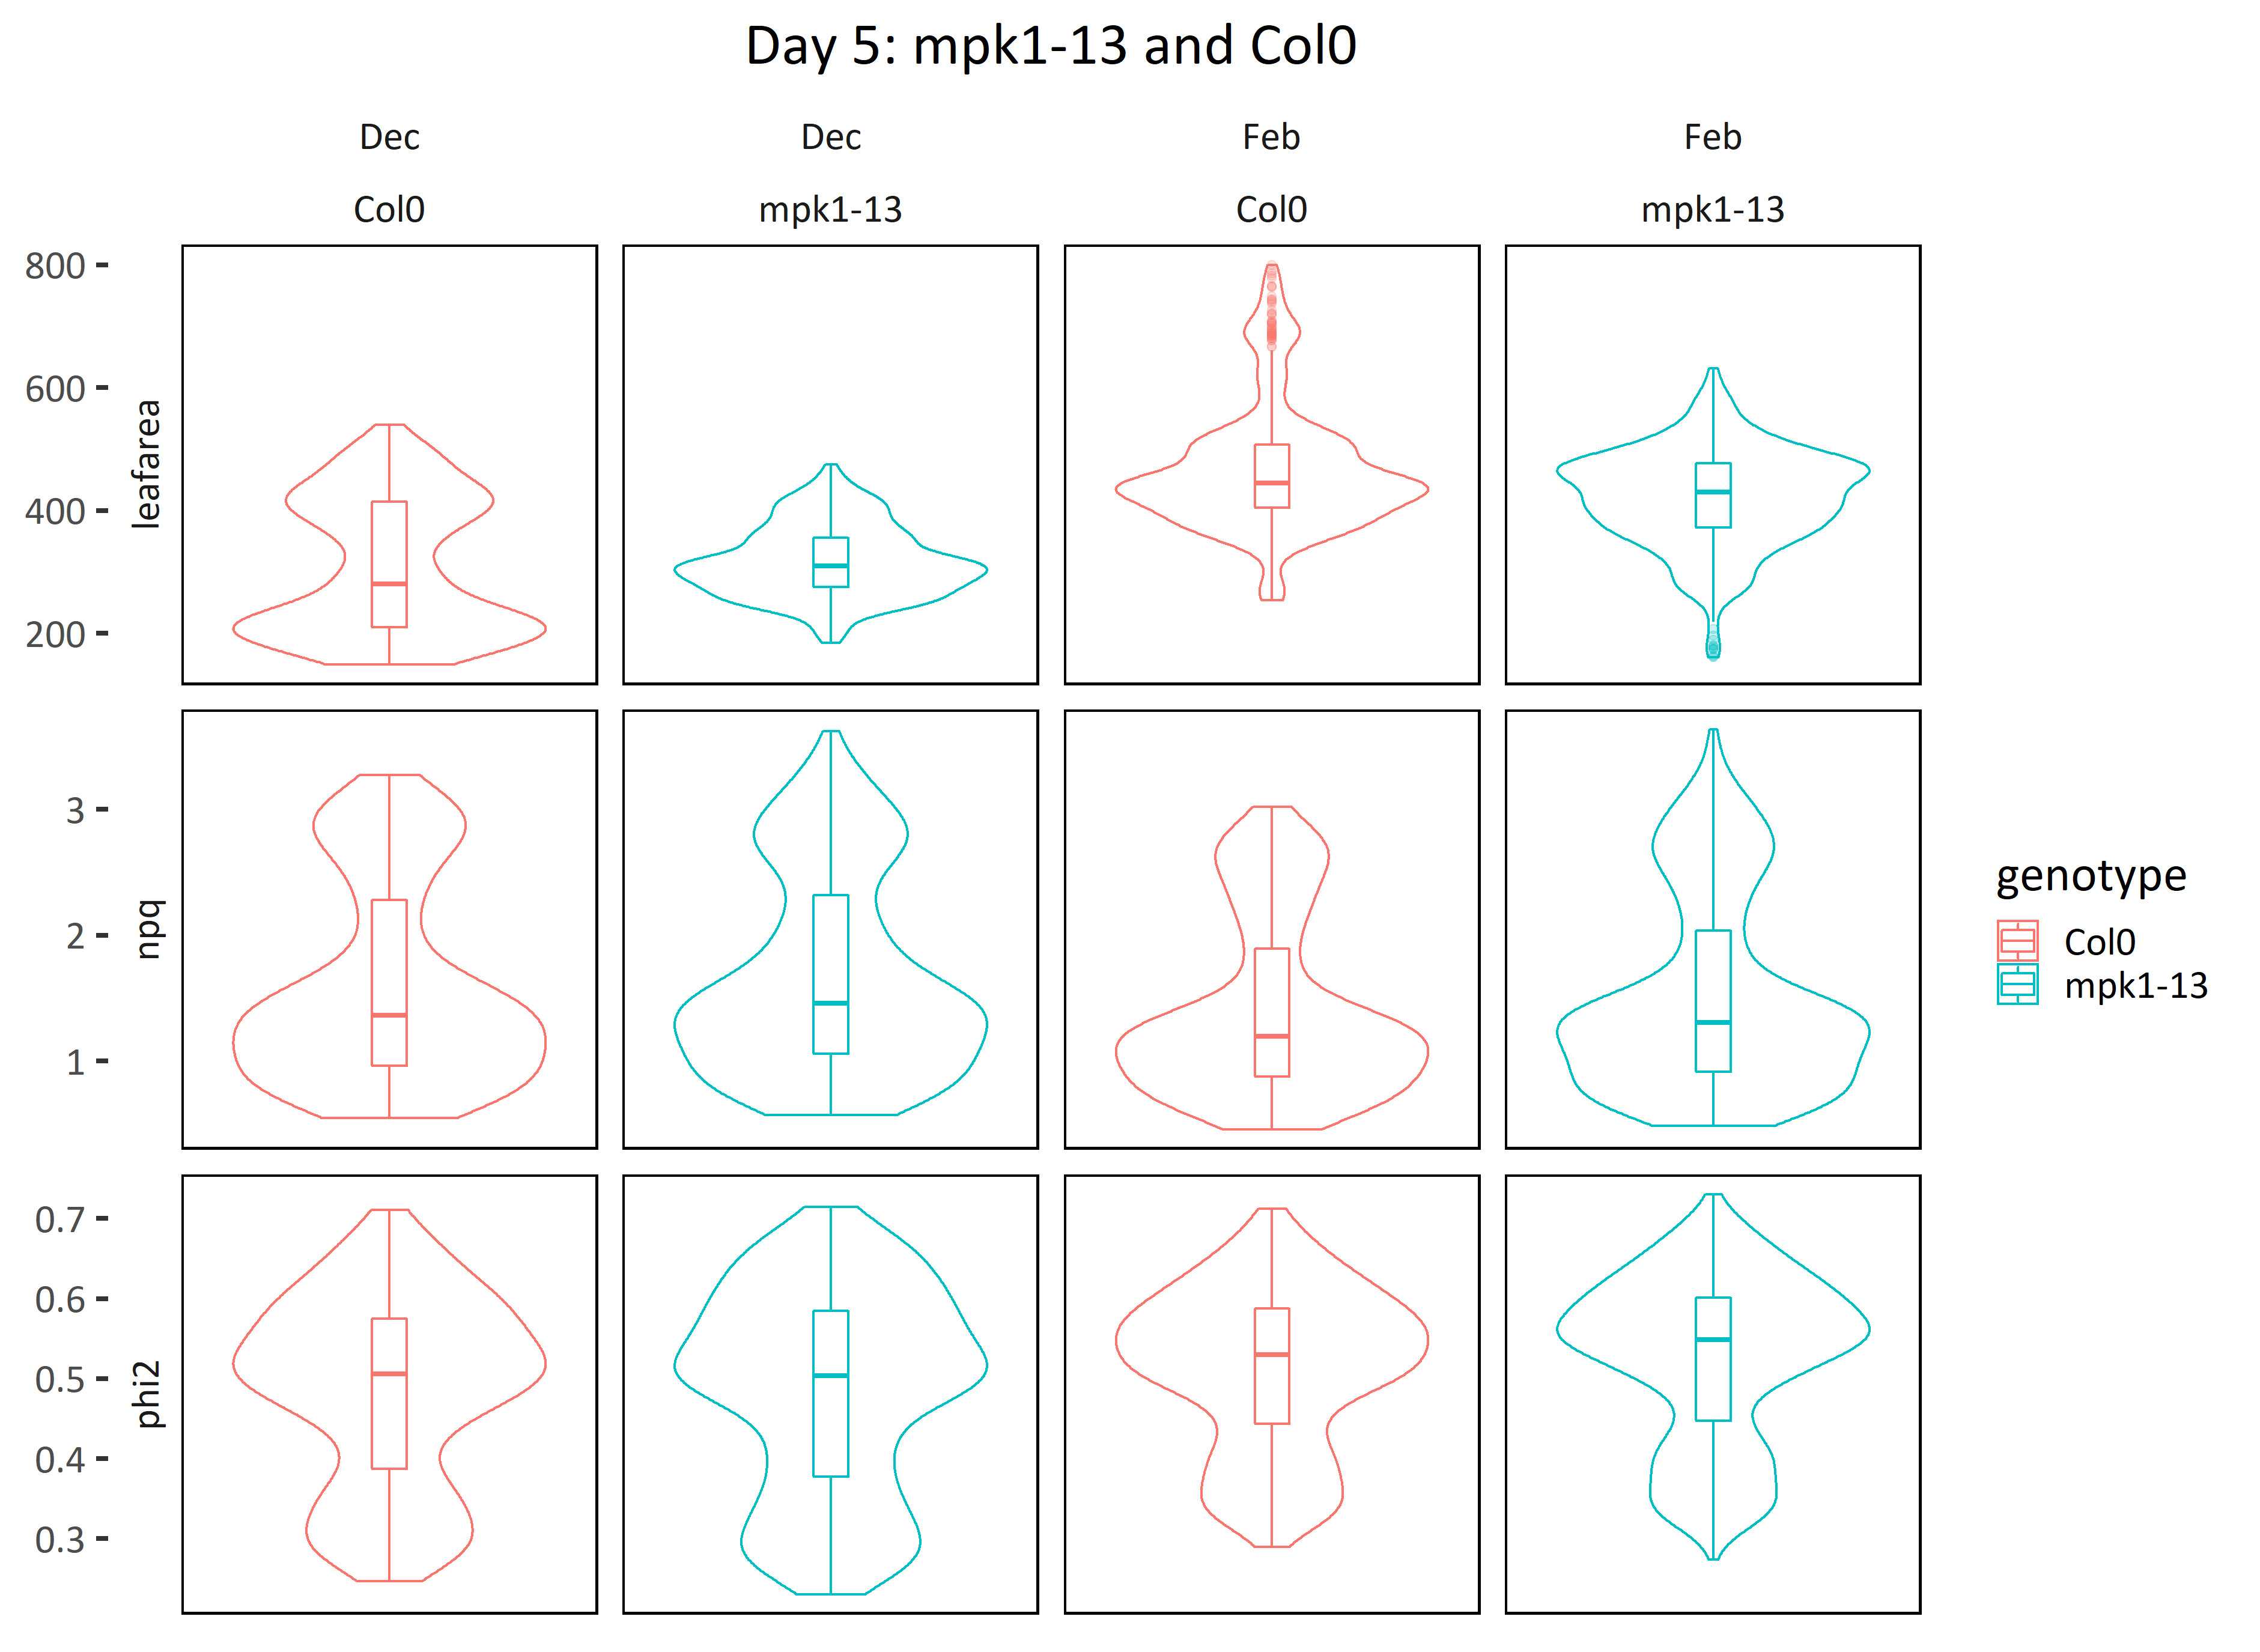 Day 5: mpk1-13 and Col0
Dec Dec Feb Feb
Col0 mpk1-13 Col0 mpk1-13
800
600
400
200
leafarea
3
2
1
npq
0.7
0.6
0.5
0.4
0.3
phi2
genotype
Col0
mpk1-13